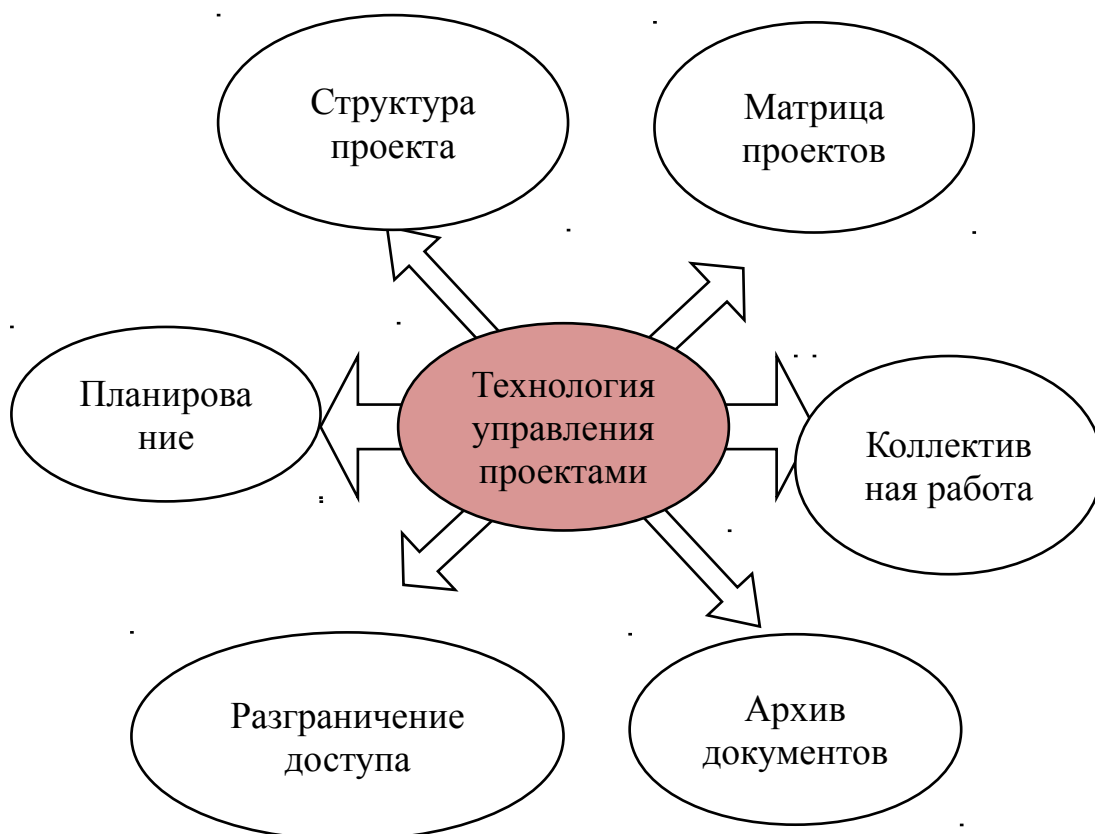 Структура
проекта
Матрица
проектов
Планирова
ние
Технология
управления
проектами
Коллектив
ная работа
Разграничение
доступа
Архив
документов